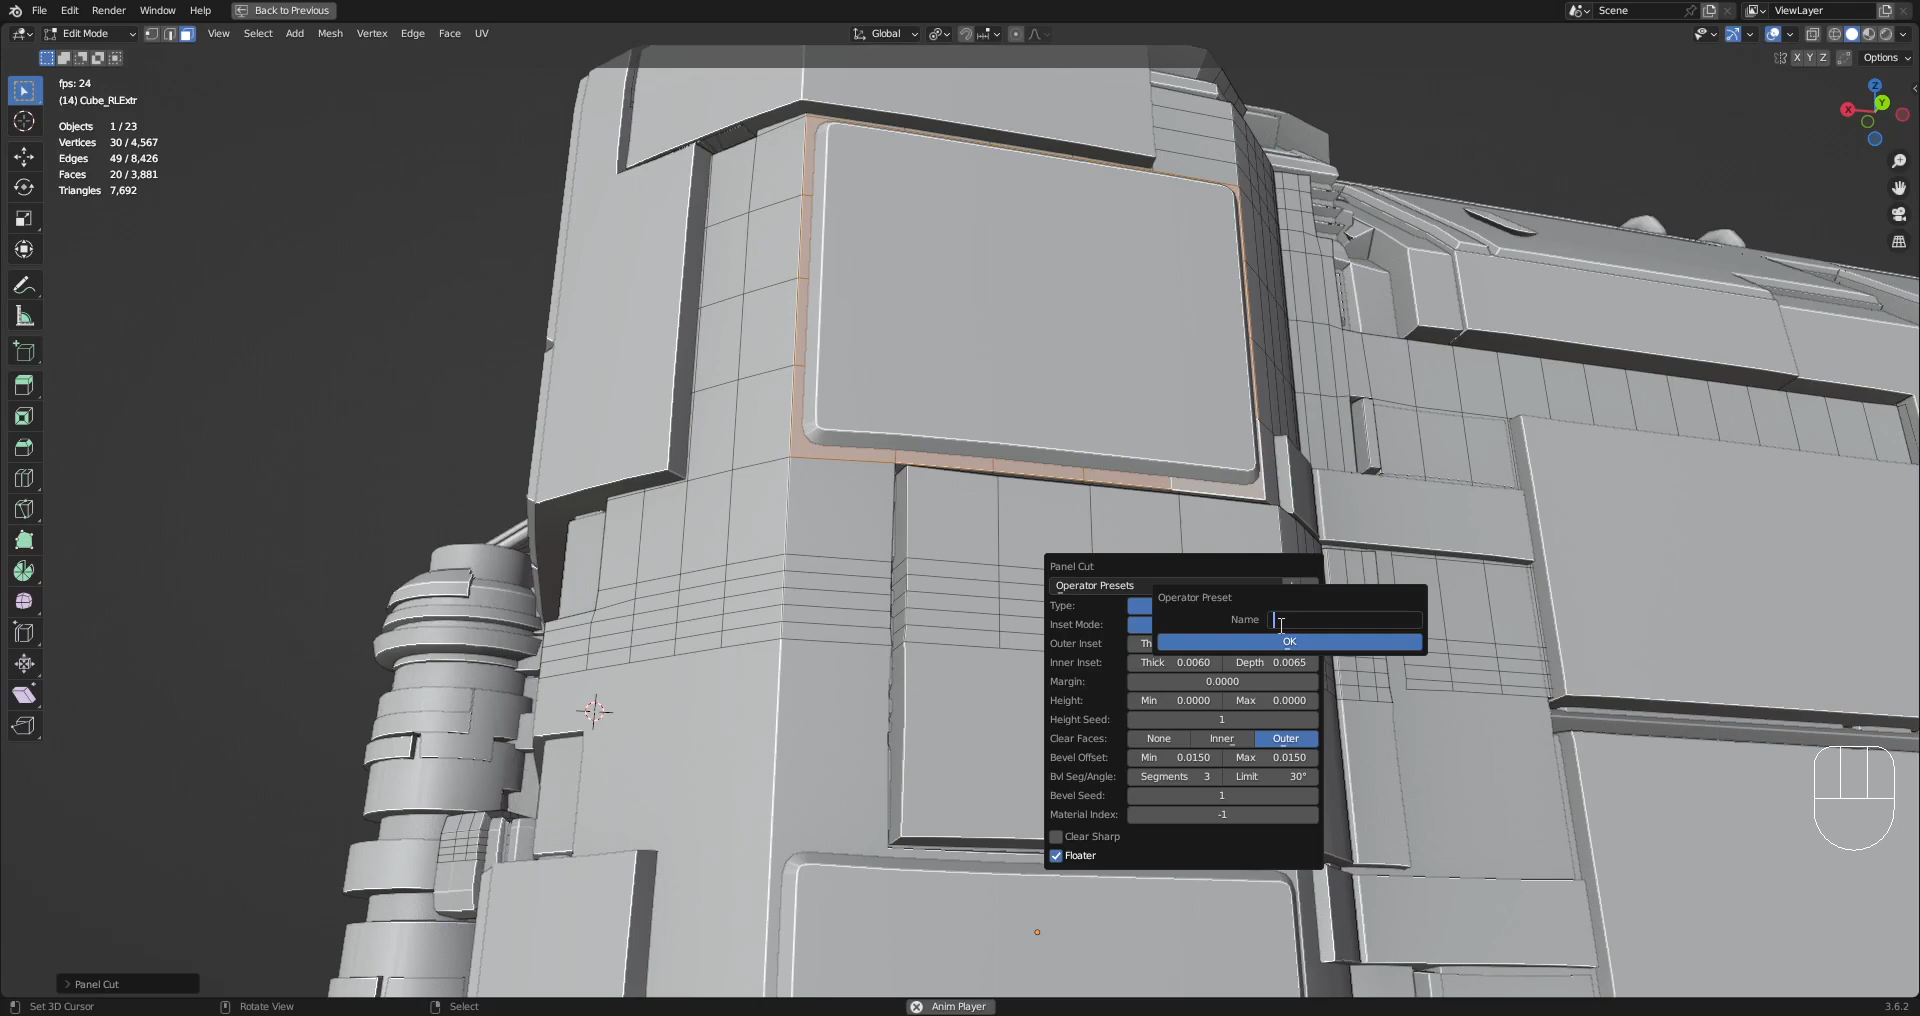 File Edit Render Window Help Back to Previous Scene ViewLayer
Edit Mode View Select Add Mesh Vertex Edge Face UV Global
X Y Z Options
fps: 24
(14) Cube_RLExtr
Objects 1 / 23
Vertices 30 / 4,567
Edges 49 / 8,426
Faces 20 / 3,881
Triangles 7,692
Z
Y
X
Panel Cut
Operator Presets
Operator Preset
Type:
Name
Inset Mode:
OK
Outer Inset Th
Inner Inset: Thick 0.0060 Depth 0.0065
Margin: 0.0000
Height: Min 0.0000 Max 0.0000
Height Seed: 1
Clear Faces: None Inner Outer
Bevel Offset: Min 0.0150 Max 0.0150
Bvl Seg/Angle: Segments 3 Limit 30°
Bevel Seed: 1
Material Index: -1
Clear Sharp
Floater
Panel Cut
Set 3D Cursor Rotate View Select Anim Player 3.6.2